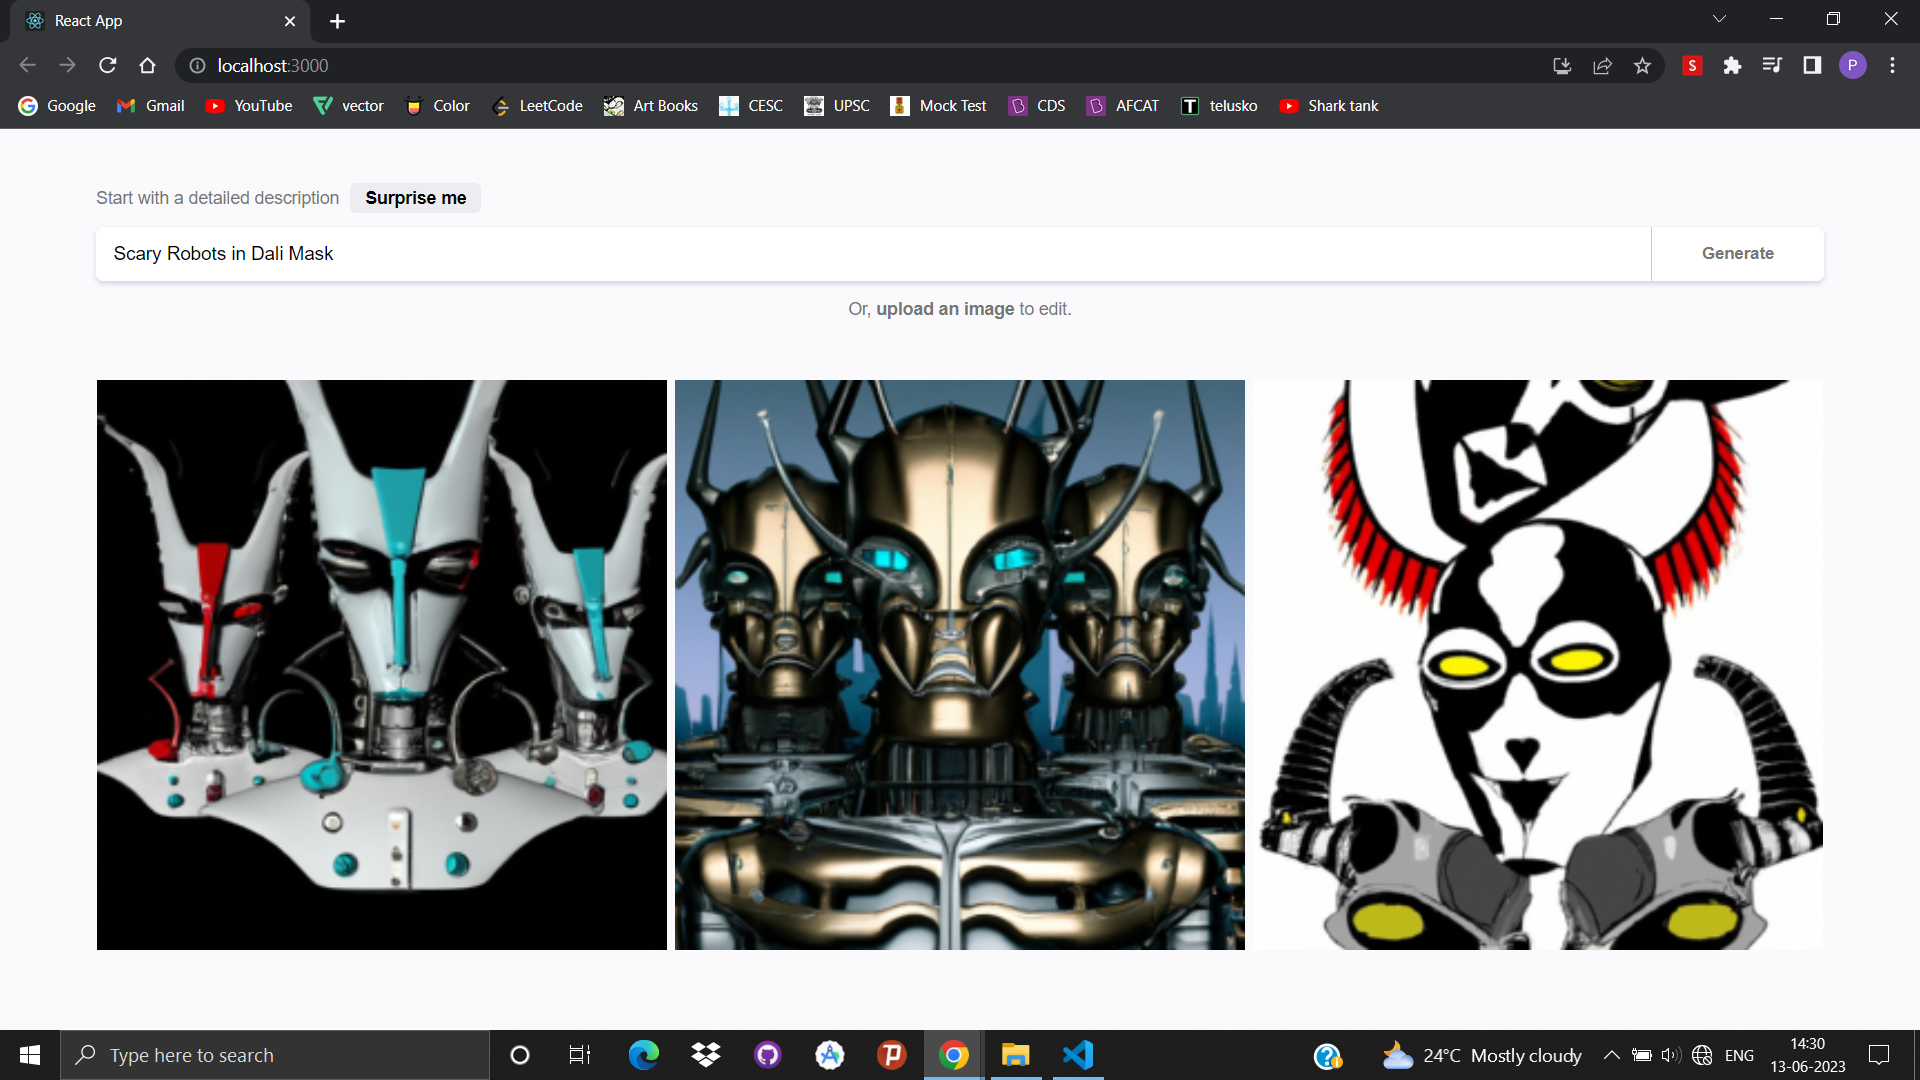 React App
localhost:3000
S
P
Google Gmail YouTube vector Color LeetCode Art Books CESC UPSC Mock Test CDS AFCAT telusko Shark tank
Start with a detailed description Surprise me
Scary Robots in Dali Mask Generate
Or, upload an image to edit.
Type here to search
24°C Mostly cloudy
ENG
14:30
13-06-2023